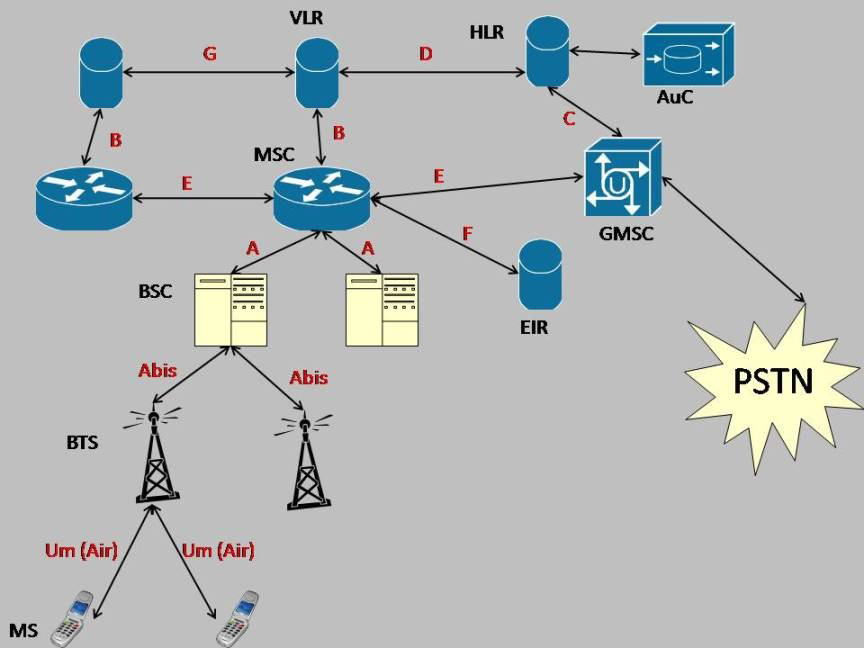 VLR
HLR
G
D
AuC
C
B
B
MSC
E
E
U
GMSC
F
A
A
BSC
EIR
Abis
Abis
PSTN
BTS
Um (Air)
Um (Air)
MS